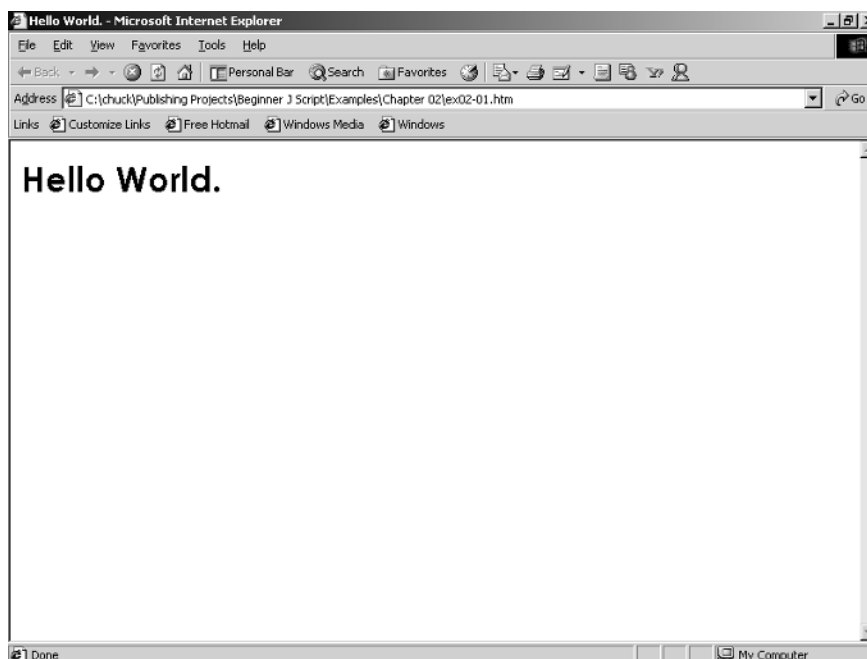 Hello World. - Microsoft Internet Explorer
File Edit View Favorites Tools Help
Back Personal Bar Search Favorites
Address C:\chuck\Publishing Projects\Beginner J Script\Examples\Chapter 02\ex02-01.htm Go
Links Customize Links Free Hotmail Windows Media Windows
Hello World.
Done My Computer